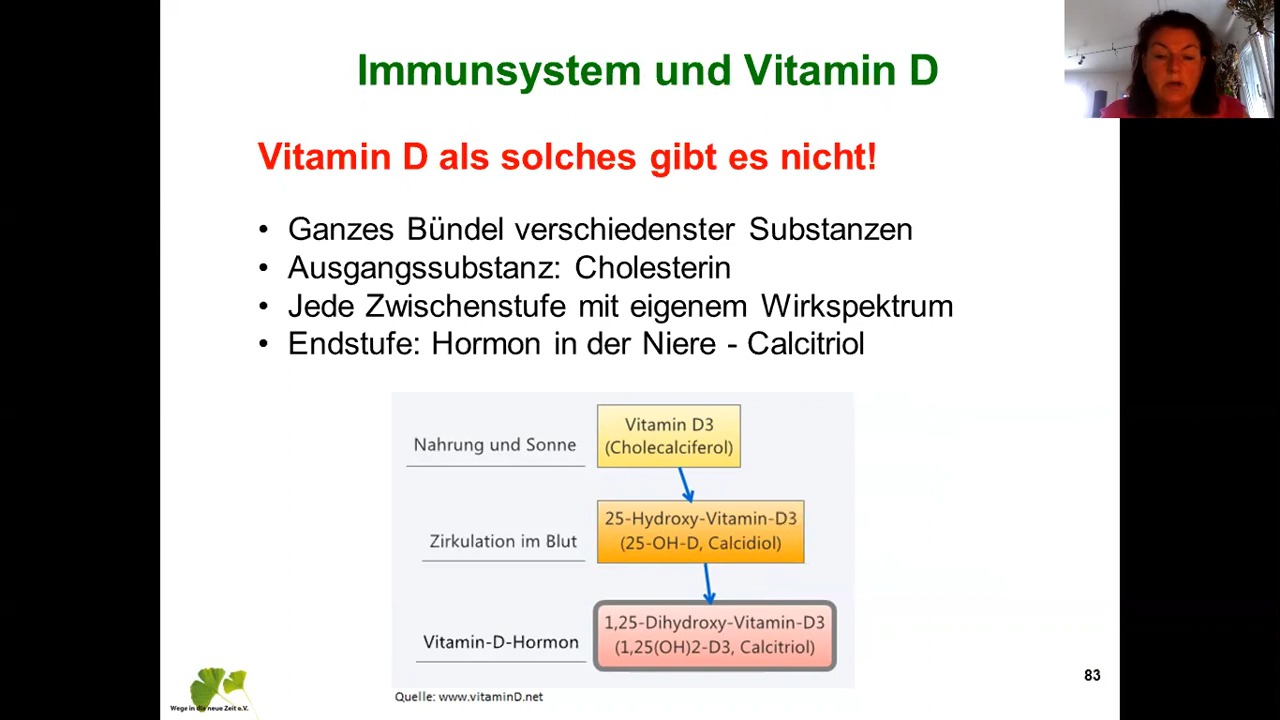 Immunsystem und Vitamin D
Vitamin D als solches gibt es nicht!
• Ganzes Bündel verschiedenster Substanzen
• Ausgangssubstanz: Cholesterin
• Jede Zwischenstufe mit eigenem Wirkspektrum
• Endstufe: Hormon in der Niere - Calcitriol
Nahrung und Sonne
Vitamin D3
(Cholecalciferol)
Zirkulation im Blut
25-Hydroxy-Vitamin-D3
(25-OH-D, Calcidiol)
Vitamin-D-Hormon
1,25-Dihydroxy-Vitamin-D3
(1,25(OH)2-D3, Calcitriol)
Quelle: www.vitaminD.net
Wege in die neue Zeit e.V.
83